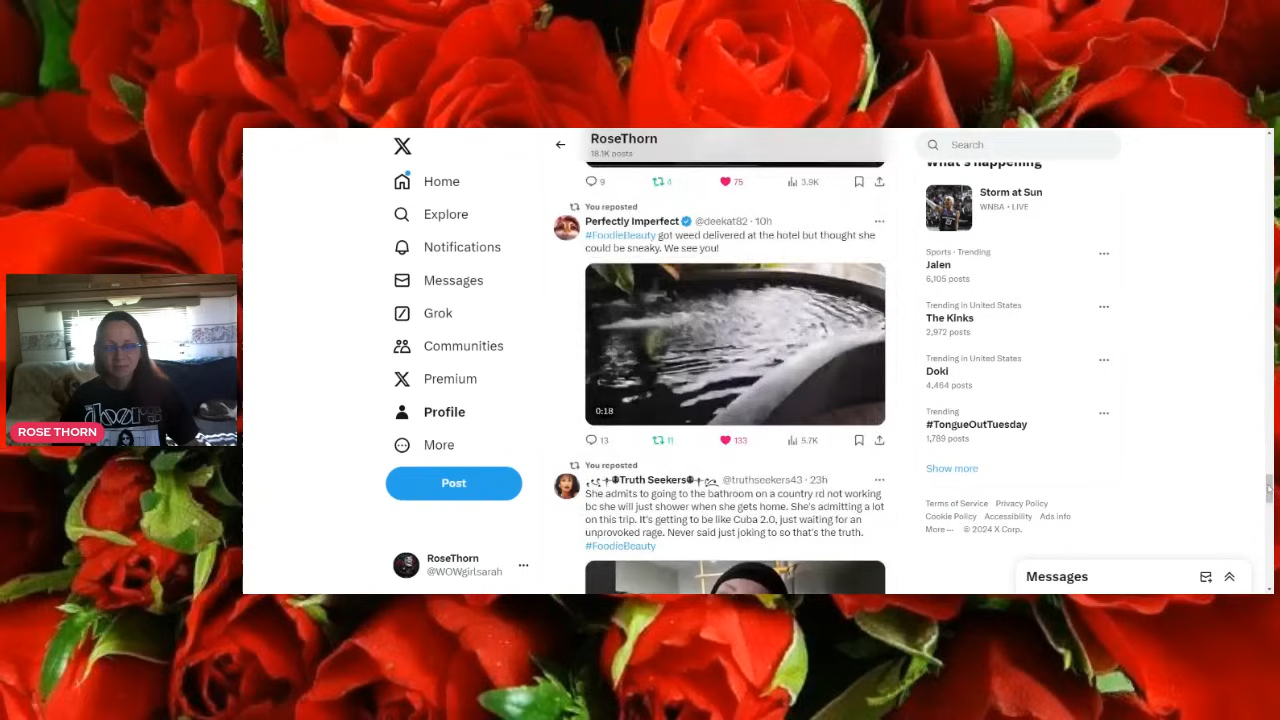 RoseThorn
18.1K posts
Search
Home
Explore
Notifications
Messages
Grok
Communities
Premium
Profile
More
Post
RoseThorn
@WOWgirlsarah
9
4
75
3.9K
You reposted
Perfectly Imperfect @deekat82 · 10h
#FoodieBeauty got weed delivered at the hotel but thought she
could be sneaky. We see you!
0:18
13
11
133
5.7K
You reposted
Truth Seekers @truthseekers43 · 23h
She admits to going to the bathroom on a country rd not working
bc she will just shower when she gets home. She's admitting a lot
on this trip. It's getting to be like Cuba 2.0, just waiting for an
unprovoked rage. Never said just joking to so that's the truth.
#FoodieBeauty
What's happening
Storm at Sun
WNBA · LIVE
Sports · Trending
Jalen
6,105 posts
Trending in United States
The Kinks
2,972 posts
Trending in United States
Doki
4,464 posts
Trending
#TongueOutTuesday
1,789 posts
Show more
Terms of Service Privacy Policy
Cookie Policy Accessibility Ads info
More ··· © 2024 X Corp.
Messages
ROSE THORN